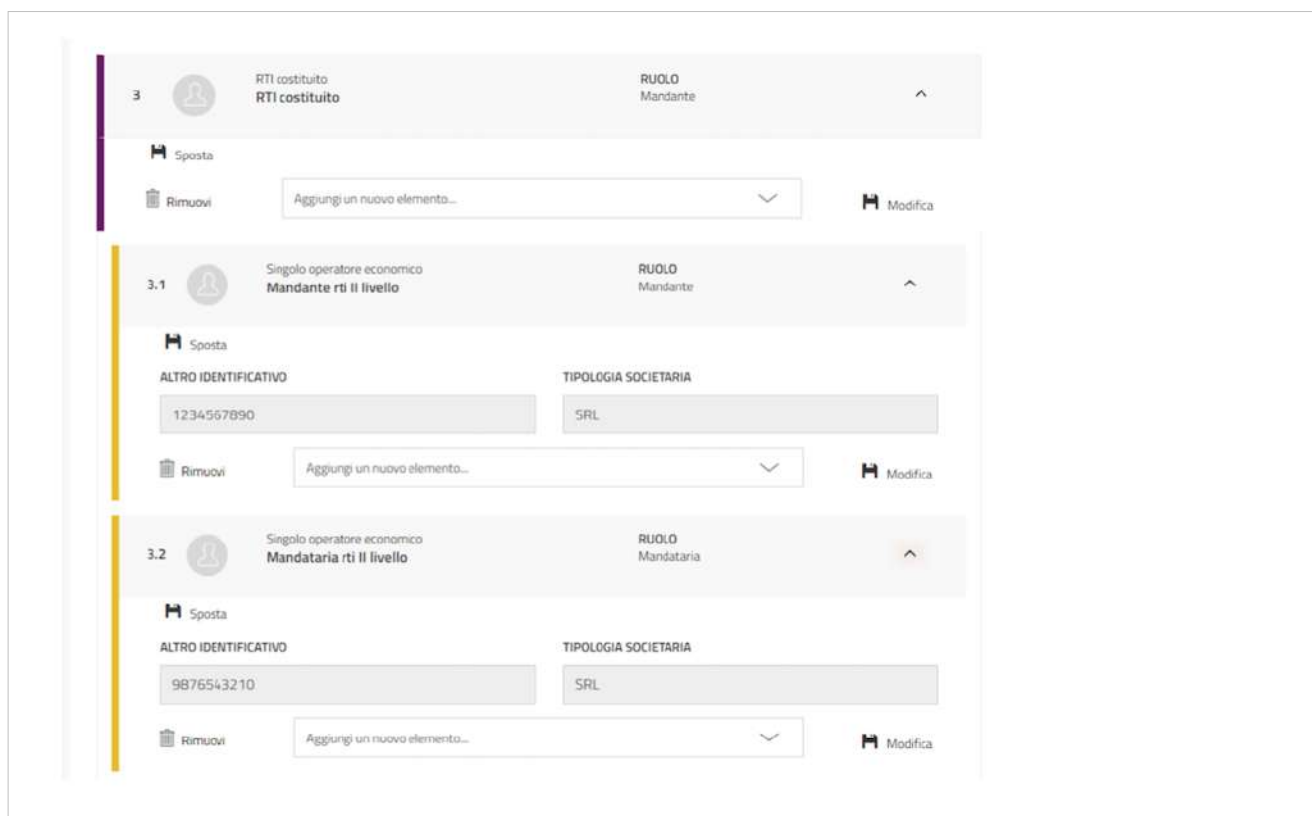 RTI costituito RUOLO
3 RTI costituito Mandante
Sposta
Rimuovi Aggiungi un nuovo elemento... Modifica
Singolo operatore economico RUOLO
3.1 Mandante rti II livello Mandante
Sposta
ALTRO IDENTIFICATIVO TIPOLOGIA SOCIETARIA
1234567890 SRL
Rimuovi Aggiungi un nuovo elemento... Modifica
Singolo operatore economico RUOLO
3.2 Mandataria rti II livello Mandataria
Sposta
ALTRO IDENTIFICATIVO TIPOLOGIA SOCIETARIA
9876543210 SRL
Rimuovi Aggiungi un nuovo elemento... Modifica